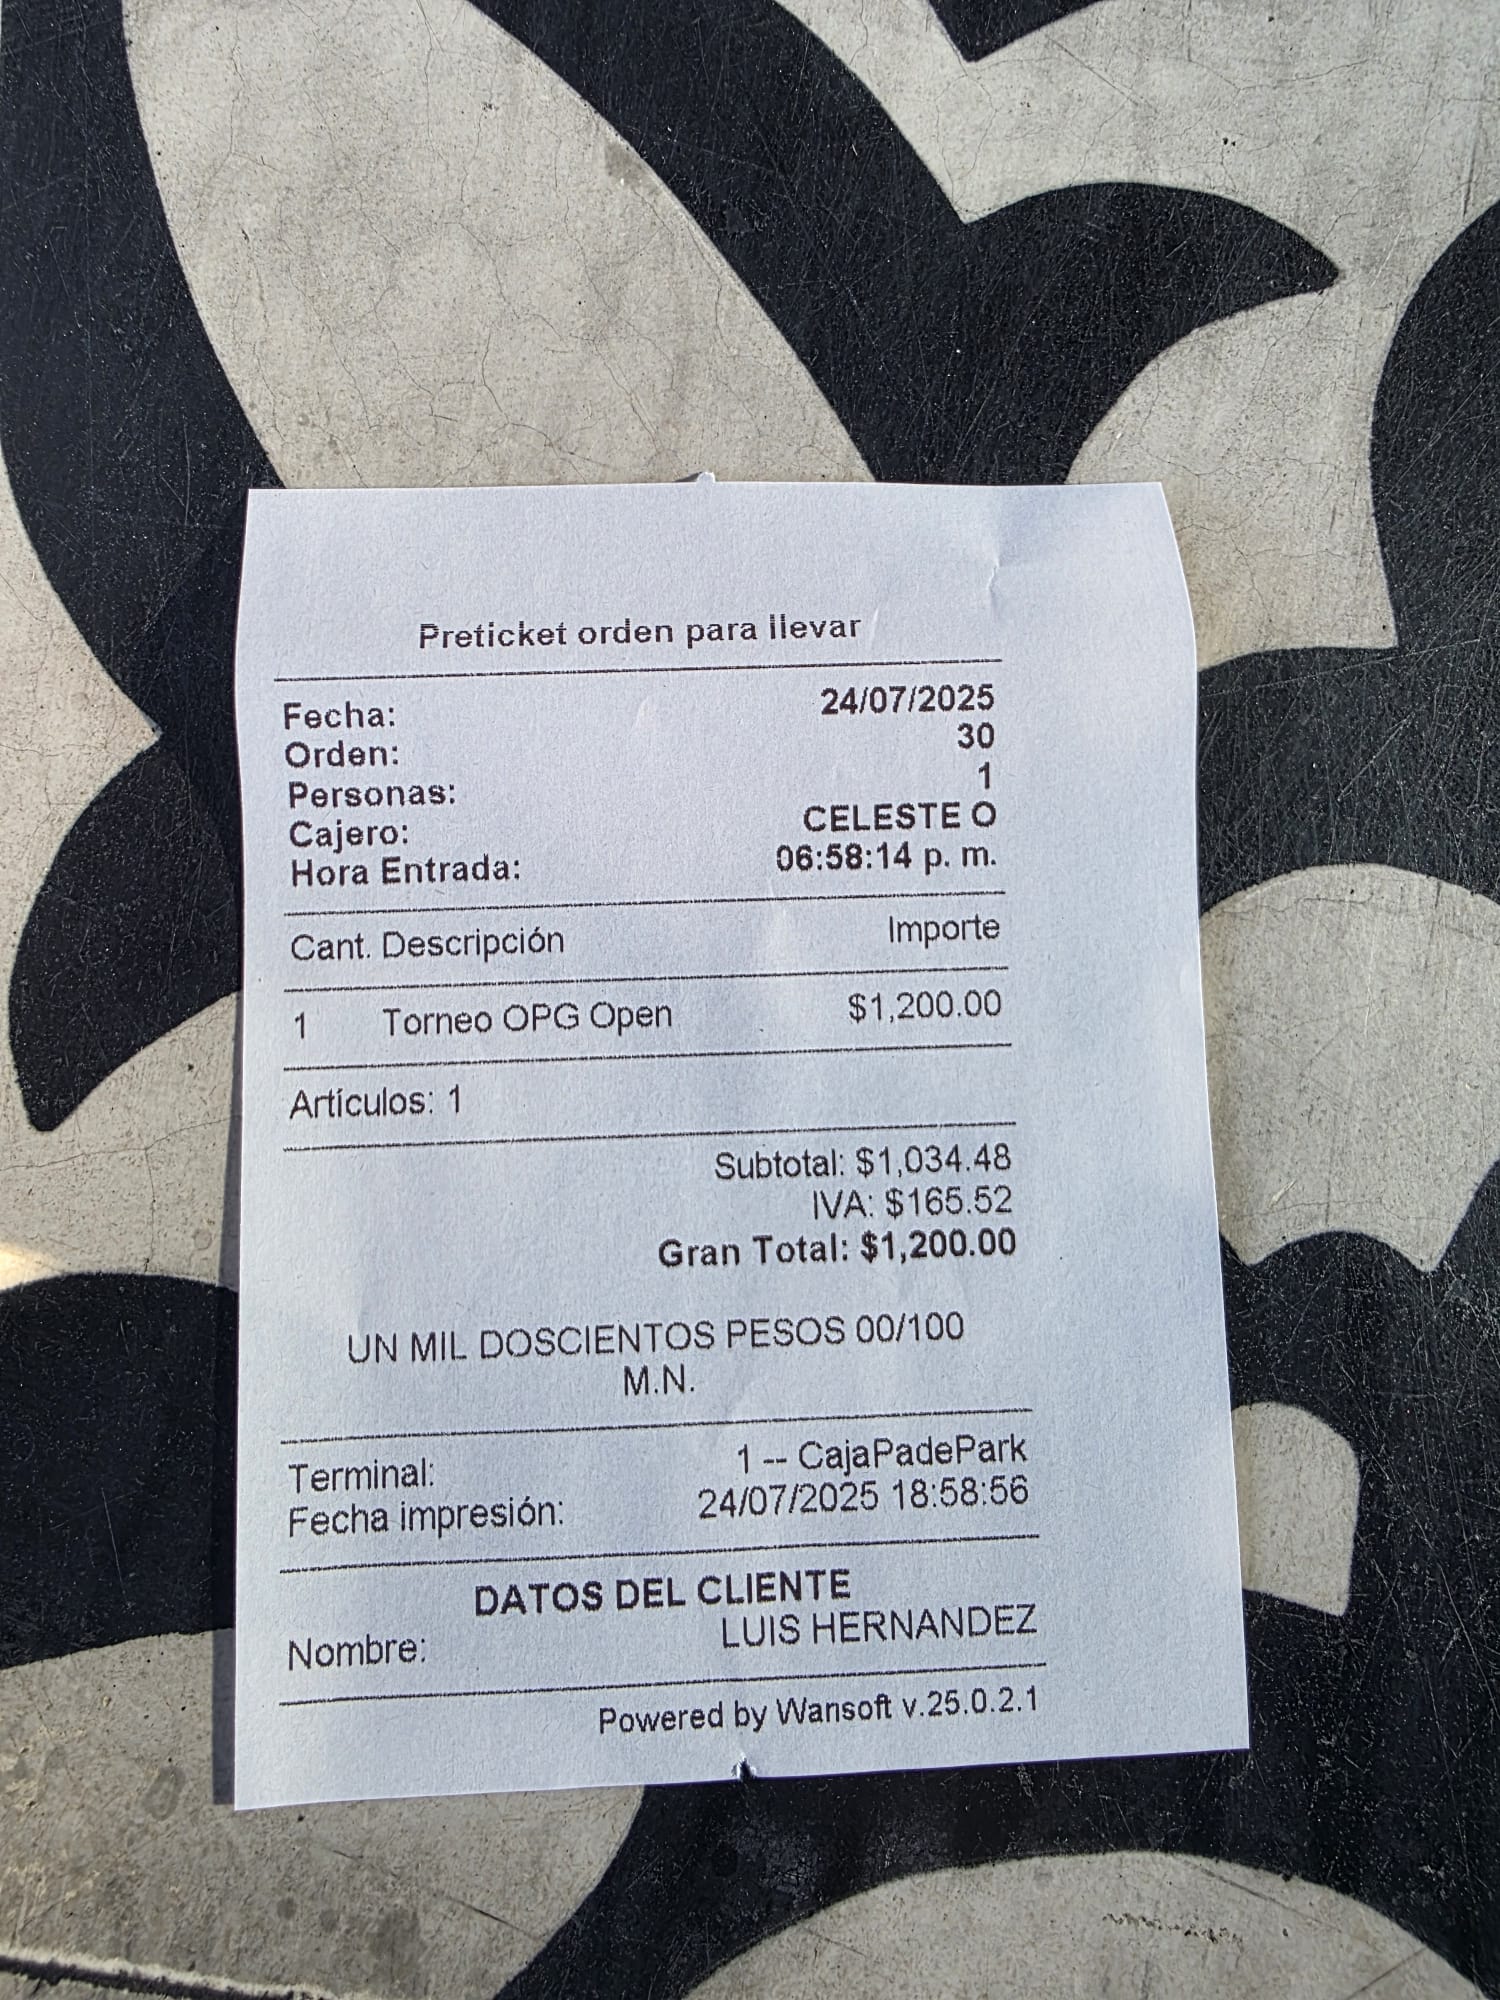 Preticket orden para llevar
Fecha: 24/07/2025
Orden: 30
Personas: 1
Cajero: CELESTE O
Hora Entrada: 06:58:14 p. m.
Cant. Descripción Importe
1 Torneo OPG Open $1,200.00
Artículos: 1
Subtotal: $1,034.48
IVA: $165.52
Gran Total: $1,200.00
UN MIL DOSCIENTOS PESOS 00/100
M.N.
Terminal: 1 -- CajaPadePark
Fecha impresión: 24/07/2025 18:58:56
DATOS DEL CLIENTE
Nombre: LUIS HERNANDEZ
Powered by Wansoft v.25.0.2.1